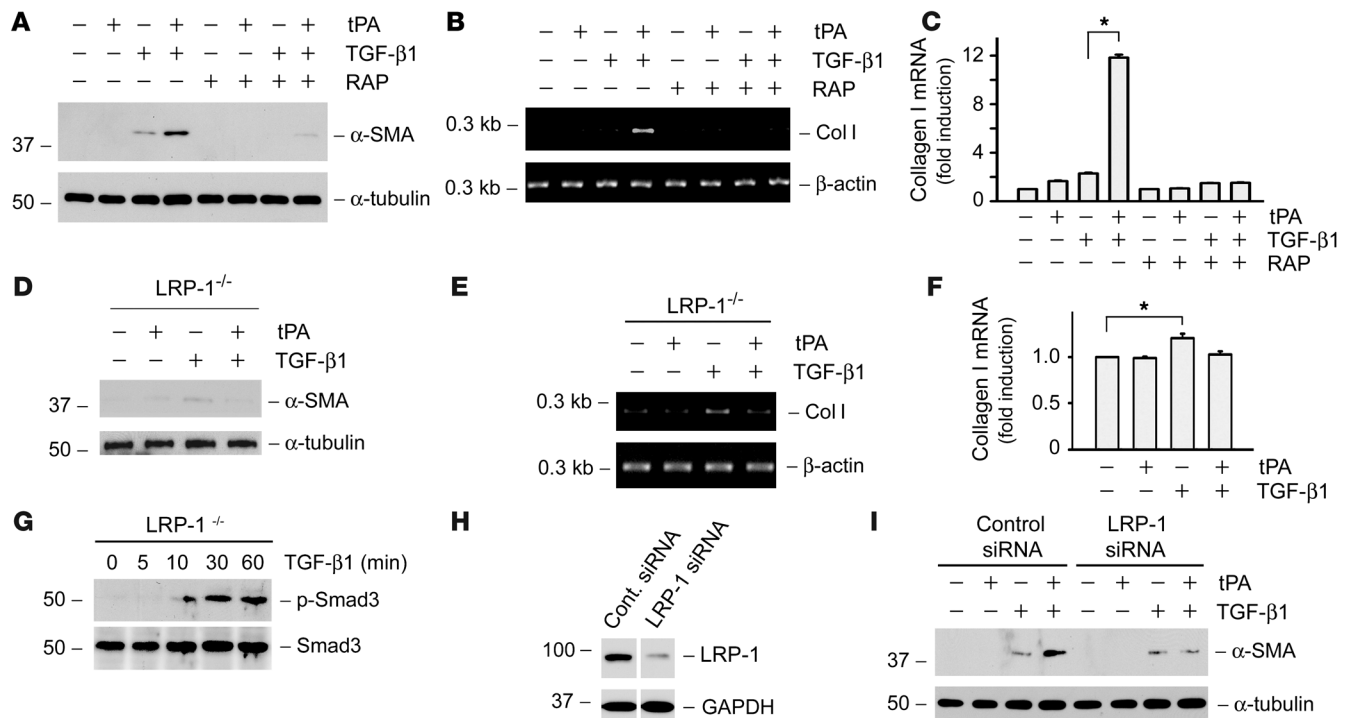 A
– + – + – + – + tPA
– – + + – – + + TGF-β1
– – – – + + + + RAP
37 –
– α-SMA
50 –
– α-tubulin
B
– + – + – + – + tPA
– – + + – – + + TGF-β1
– – – – + + + + RAP
0.3 kb –
– Col I
0.3 kb –
– β-actin
C
Collagen I mRNA
(fold induction)
12
8
4
0
*
– + – + – + – + tPA
– – + + – – + + TGF-β1
– – – – + + + + RAP
D
LRP-1-/-
– + – + tPA
– – + + TGF-β1
37 –
– α-SMA
50 –
– α-tubulin
E
LRP-1-/-
– + – + tPA
– – + + TGF-β1
0.3 kb –
– Col I
0.3 kb –
– β-actin
F
Collagen I mRNA
(fold induction)
1.0
0.5
0
*
– + – + tPA
– – + + TGF-β1
G
LRP-1 -/-
0 5 10 30 60 TGF-β1 (min)
50 –
– p-Smad3
50 –
– Smad3
H
Cont. siRNA
LRP-1 siRNA
100 –
– LRP-1
37 –
– GAPDH
I
Control
siRNA
LRP-1
siRNA
– + – + – + – + tPA
– – + + – – + + TGF-β1
37 –
– α-SMA
50 –
– α-tubulin